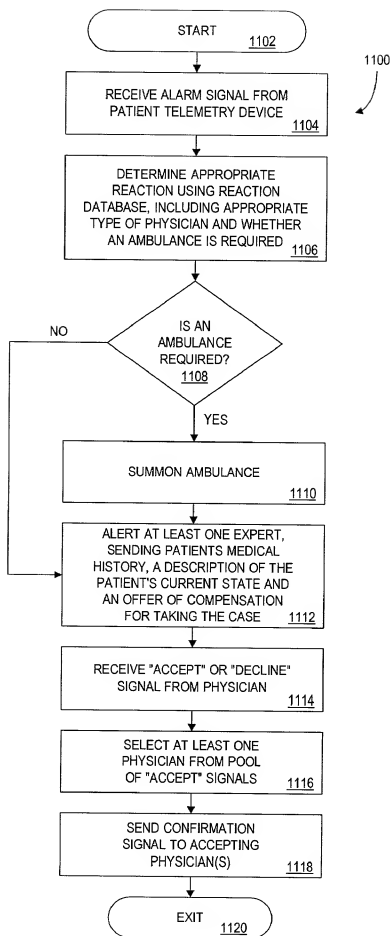 START
1102
1100
RECEIVE ALARM SIGNAL FROM
PATIENT TELEMETRY DEVICE
1104
DETERMINE APPROPRIATE
REACTION USING REACTION
DATABASE, INCLUDING APPROPRIATE
TYPE OF PHYSICIAN AND WHETHER
AN AMBULANCE IS REQUIRED
1106
NO
IS AN
AMBULANCE
REQUIRED?
1108
YES
SUMMON AMBULANCE
1110
ALERT AT LEAST ONE EXPERT,
SENDING PATIENTS MEDICAL
HISTORY, A DESCRIPTION OF THE
PATIENT'S CURRENT STATE AND
AN OFFER OF COMPENSATION
FOR TAKING THE CASE
1112
RECEIVE "ACCEPT" OR "DECLINE"
SIGNAL FROM PHYSICIAN
1114
SELECT AT LEAST ONE
PHYSICIAN FROM POOL
OF "ACCEPT" SIGNALS
1116
SEND CONFIRMATION
SIGNAL TO ACCEPTING
PHYSICIAN(S)
1118
EXIT
1120